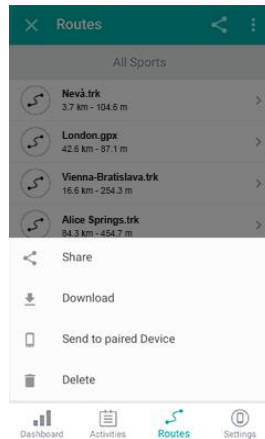 Routes
All Sports
Nevà.trk
3.7 km - 104.6 m
London.gpx
42.6 km - 87.1 m
Vienna-Bratislava.trk
16.6 km - 254.3 m
Alice Springs.trk
84.3 km - 454.7 m
Share
Download
Send to paired Device
Delete
Dashboard
Activities
Routes
Settings